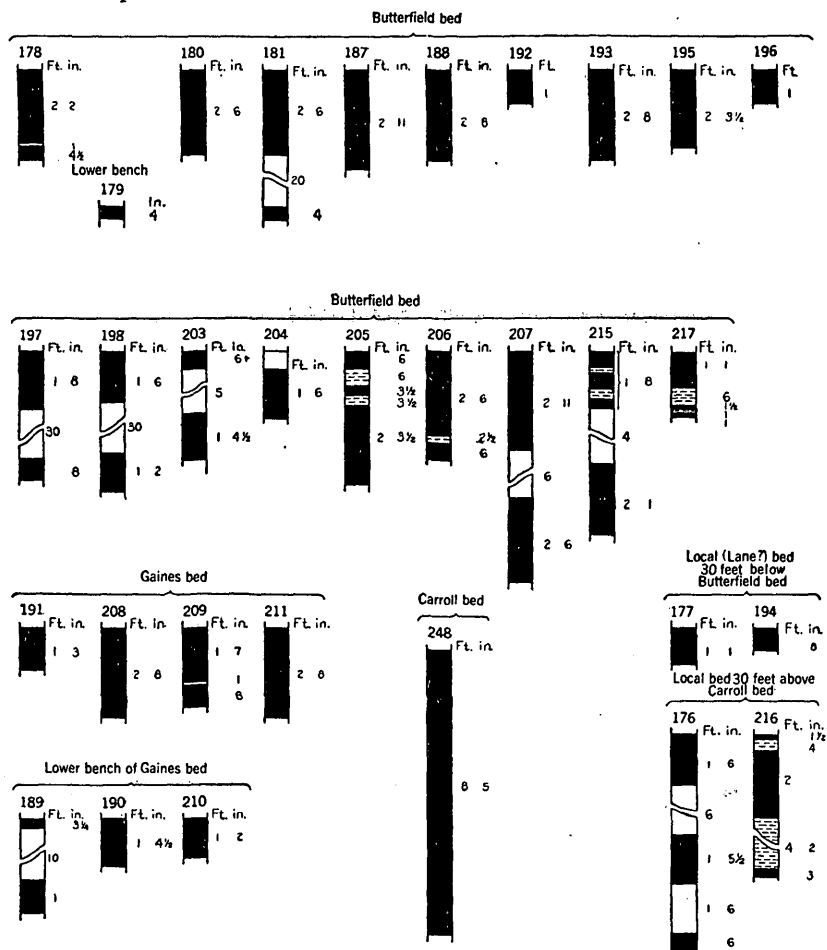 Butterfield bed
178 180 181 187 188 192 193 195 196
Ft. in. Ft. in. Ft. in. Ft. in. Ft. in. Ft. Ft. in. Ft. in. Ft.
2 2 2 6 2 6 2 11 2 8 1 2 8 2 3½ 1
1
4½
Lower bench
179
In.
4
20
4
Butterfield bed
197 198 203 204 205 206 207 215 217
Ft. in. Ft. in. Ft. in. Ft. in. Ft. in. Ft. in. Ft. in. Ft. in. Ft. in.
1 8
30
8
1 6
30
1 2
6+
5
1 4½
1 6
6
6
3½
3½
2 3½
2 6
2½
6
2 11
6
2 6
1 8
4
2 1
1 1
6
1½
1
1
Gaines bed
191 208 209 211
Ft. in. Ft. in. Ft. in. Ft. in.
1 3 2 8 1 7 2 8
1
8
Carroll bed
248
Ft. in.
8 5
Local (Lane?) bed
30 feet below
Butterfield bed
177 194
Ft. in. Ft. in.
1 1 8
Local bed 30 feet above
Carroll bed
176 216
Ft. in. Ft. in.
1 6
6
1 5½
1 6
6
1½
4
2
4 2
3
Lower bench of Gaines bed
189 190 210
Ft. in. Ft. in. Ft. in.
10
1
1 4½
1 2